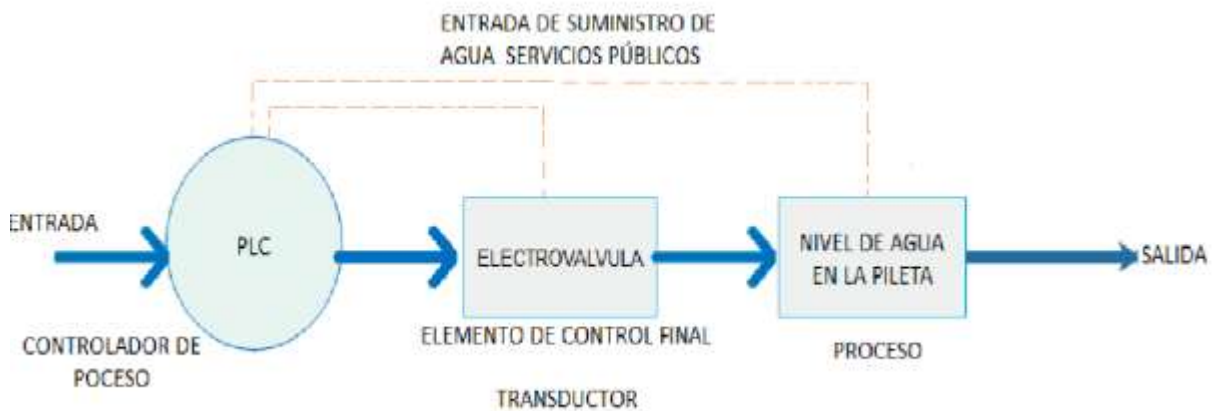 ENTRADA DE SUMINISTRO DE
AGUA SERVICIOS PÚBLICOS
ENTRADA
PLC
ELECTROVALVULA
NIVEL DE AGUA
EN LA PILETA
SALIDA
CONTROLADOR DE
POCESO
ELEMENTO DE CONTROL FINAL
PROCESO
TRANSDUCTOR